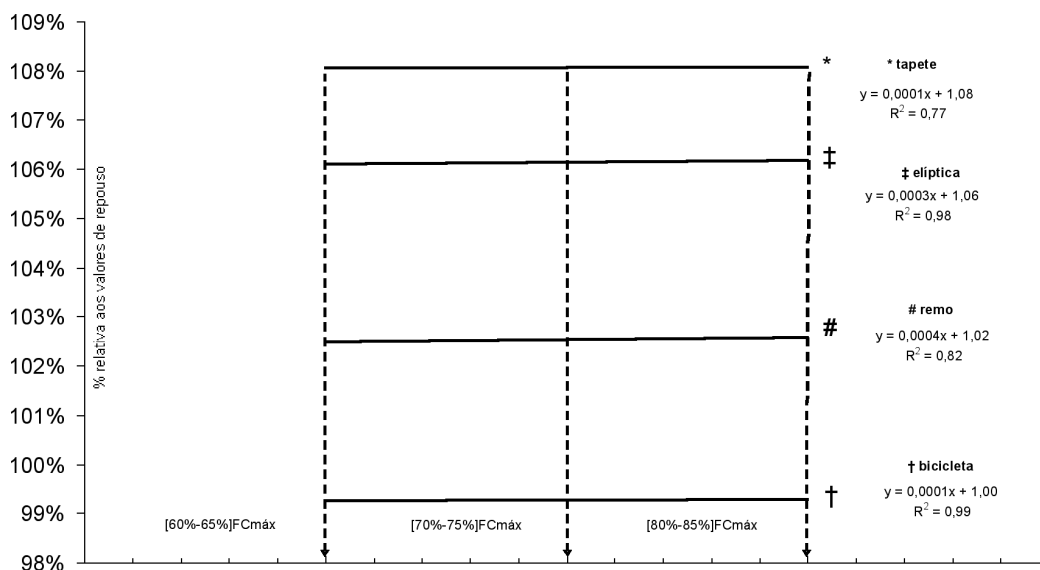 109%
108%
107%
106%
105%
104%
103%
102%
101%
100%
99%
98%
% relativa aos valores de repouso
[60%-65%]FCmáx
[70%-75%]FCmáx
[80%-85%]FCmáx
*
* tapete
y = 0,0001x + 1,08
R² = 0,77
‡
‡ elíptica
y = 0,0003x + 1,06
R² = 0,98
#
# remo
y = 0,0004x + 1,02
R² = 0,82
†
† bicicleta
y = 0,0001x + 1,00
R² = 0,99